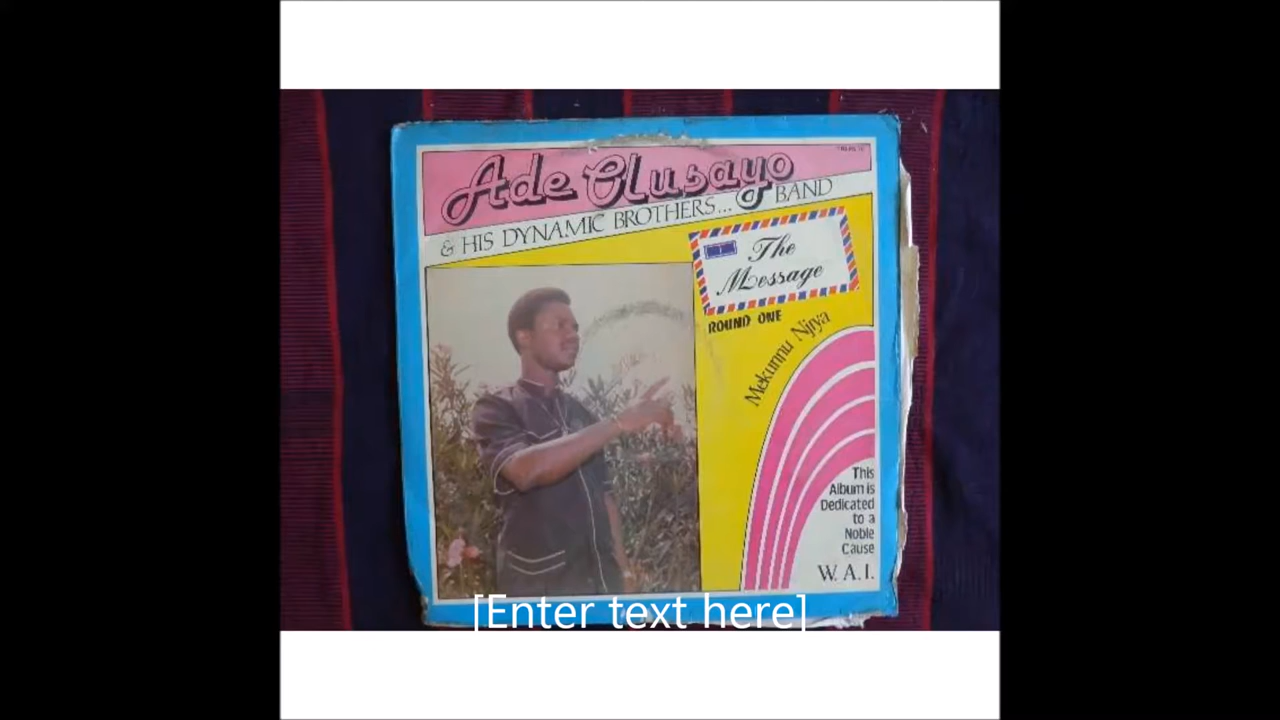 Ade Olusayo
& HIS DYNAMIC BROTHERS... BAND
The
Message
ROUND ONE
Mekunnu Njiya
This
Album is
Dedicated
to a
Noble
Cause
W. A. I.
[Enter text here]